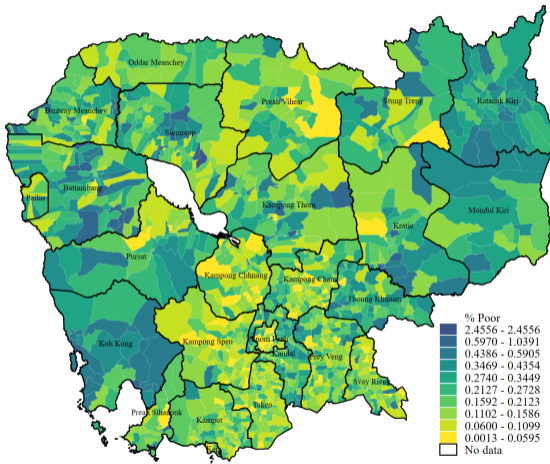 Oddar Meanchey
Banteay Meanchey
Preah Vihear
Stung Treng
Ratanak Kiri
Siemreap
Battambang
Pailin
Kampong Thom
Kratie
Mondul Kiri
Pursat
Kampong Chhnang
Kampong Cham
Thoung Khmum
Koh Kong
Kampong Speu
Phnom Penh
Kandal
Prey Veng
Svay Rieng
Takeo
Preah Sihanouk
Kampot
% Poor
2.4556 - 2.4556
0.5970 - 1.0391
0.4386 - 0.5905
0.3469 - 0.4354
0.2740 - 0.3449
0.2127 - 0.2728
0.1592 - 0.2123
0.1102 - 0.1586
0.0600 - 0.1099
0.0013 - 0.0595
No data